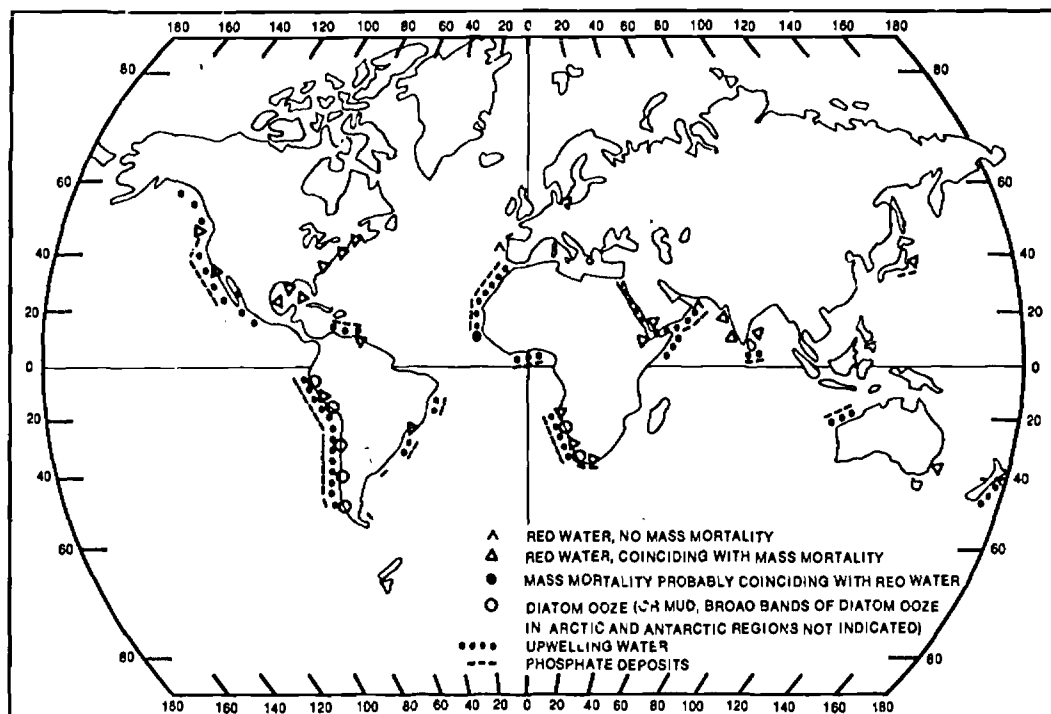 180 160 140 120 100 80 60 40 20 0 20 40 60 80 100 120 140 160 180
80 80
60 60
40 40
20 20
0 0
20 20
40 40
60 60
80 80
RED WATER, NO MASS MORTALITY
RED WATER, COINCIDING WITH MASS MORTALITY
MASS MORTALITY PROBABLY COINCIDING WITH REO WATER
DIATOM OOZE (OR MUD, BROAO BANDS OF DIATOM OOZE
IN ARCTIC AND ANTARCTIC REGIONS NOT INDICATED)
UPWELLING WATER
PHOSPHATE DEPOSITS
180 160 140 120 100 80 60 40 20 0 20 40 60 80 100 120 140 160 180